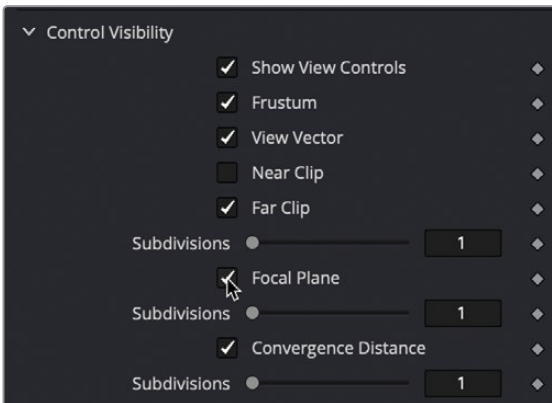 Control Visibility
Show View Controls
Frustum
View Vector
Near Clip
Far Clip
Subdivisions 1
Focal Plane
Subdivisions 1
Convergence Distance
Subdivisions 1